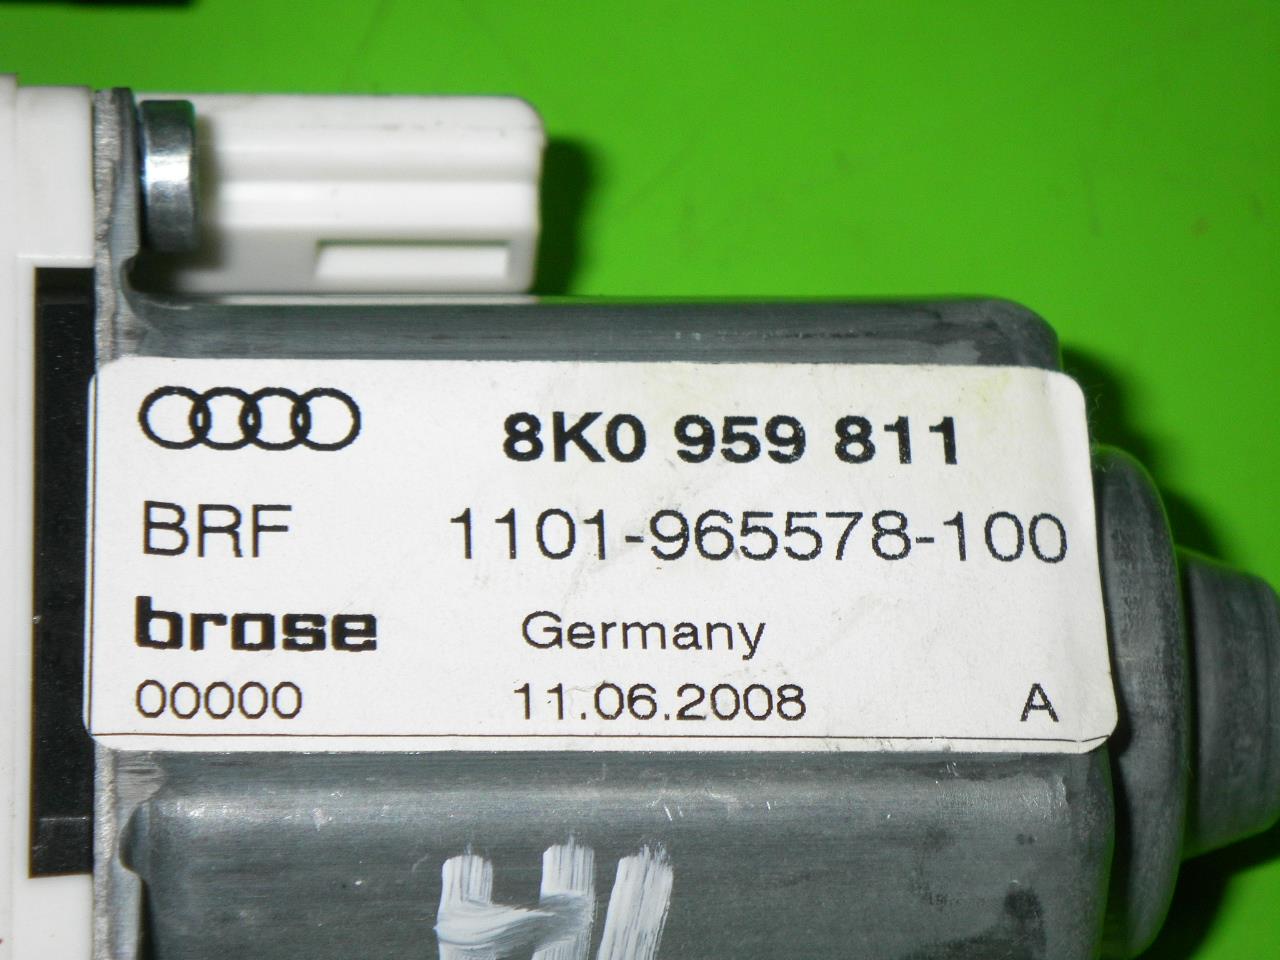 8K0 959 811
BRF 1101-965578-100
brose Germany
00000 11.06.2008 A